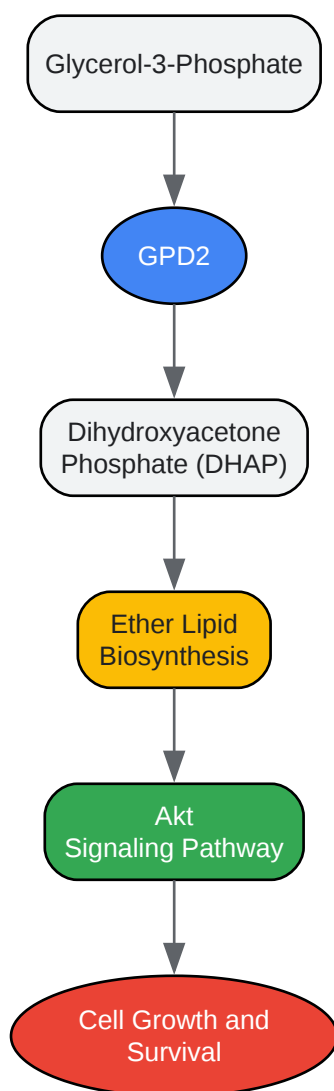 Glycerol-3-Phosphate
GPD2
Dihydroxyacetone
Phosphate (DHAP)
Ether Lipid
Biosynthesis
Akt
Signaling Pathway
Cell Growth and
Survival